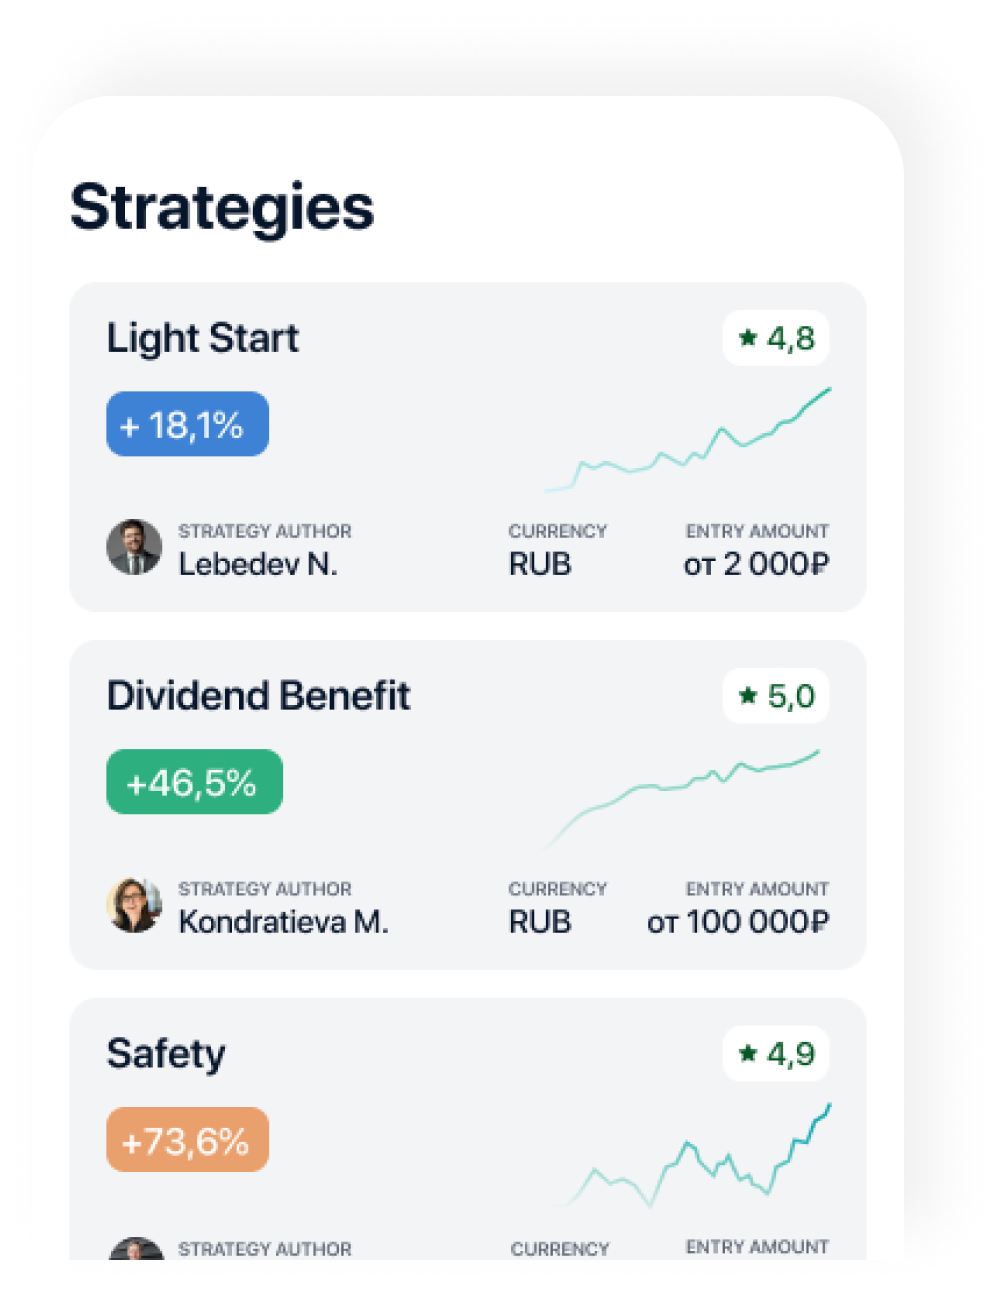 Strategies
Light Start
★ 4,8
+ 18,1%
STRATEGY AUTHOR CURRENCY ENTRY AMOUNT
Lebedev N. RUB от 2 000₽
Dividend Benefit
★ 5,0
+46,5%
STRATEGY AUTHOR CURRENCY ENTRY AMOUNT
Kondratieva M. RUB от 100 000₽
Safety
★ 4,9
+73,6%
STRATEGY AUTHOR CURRENCY ENTRY AMOUNT